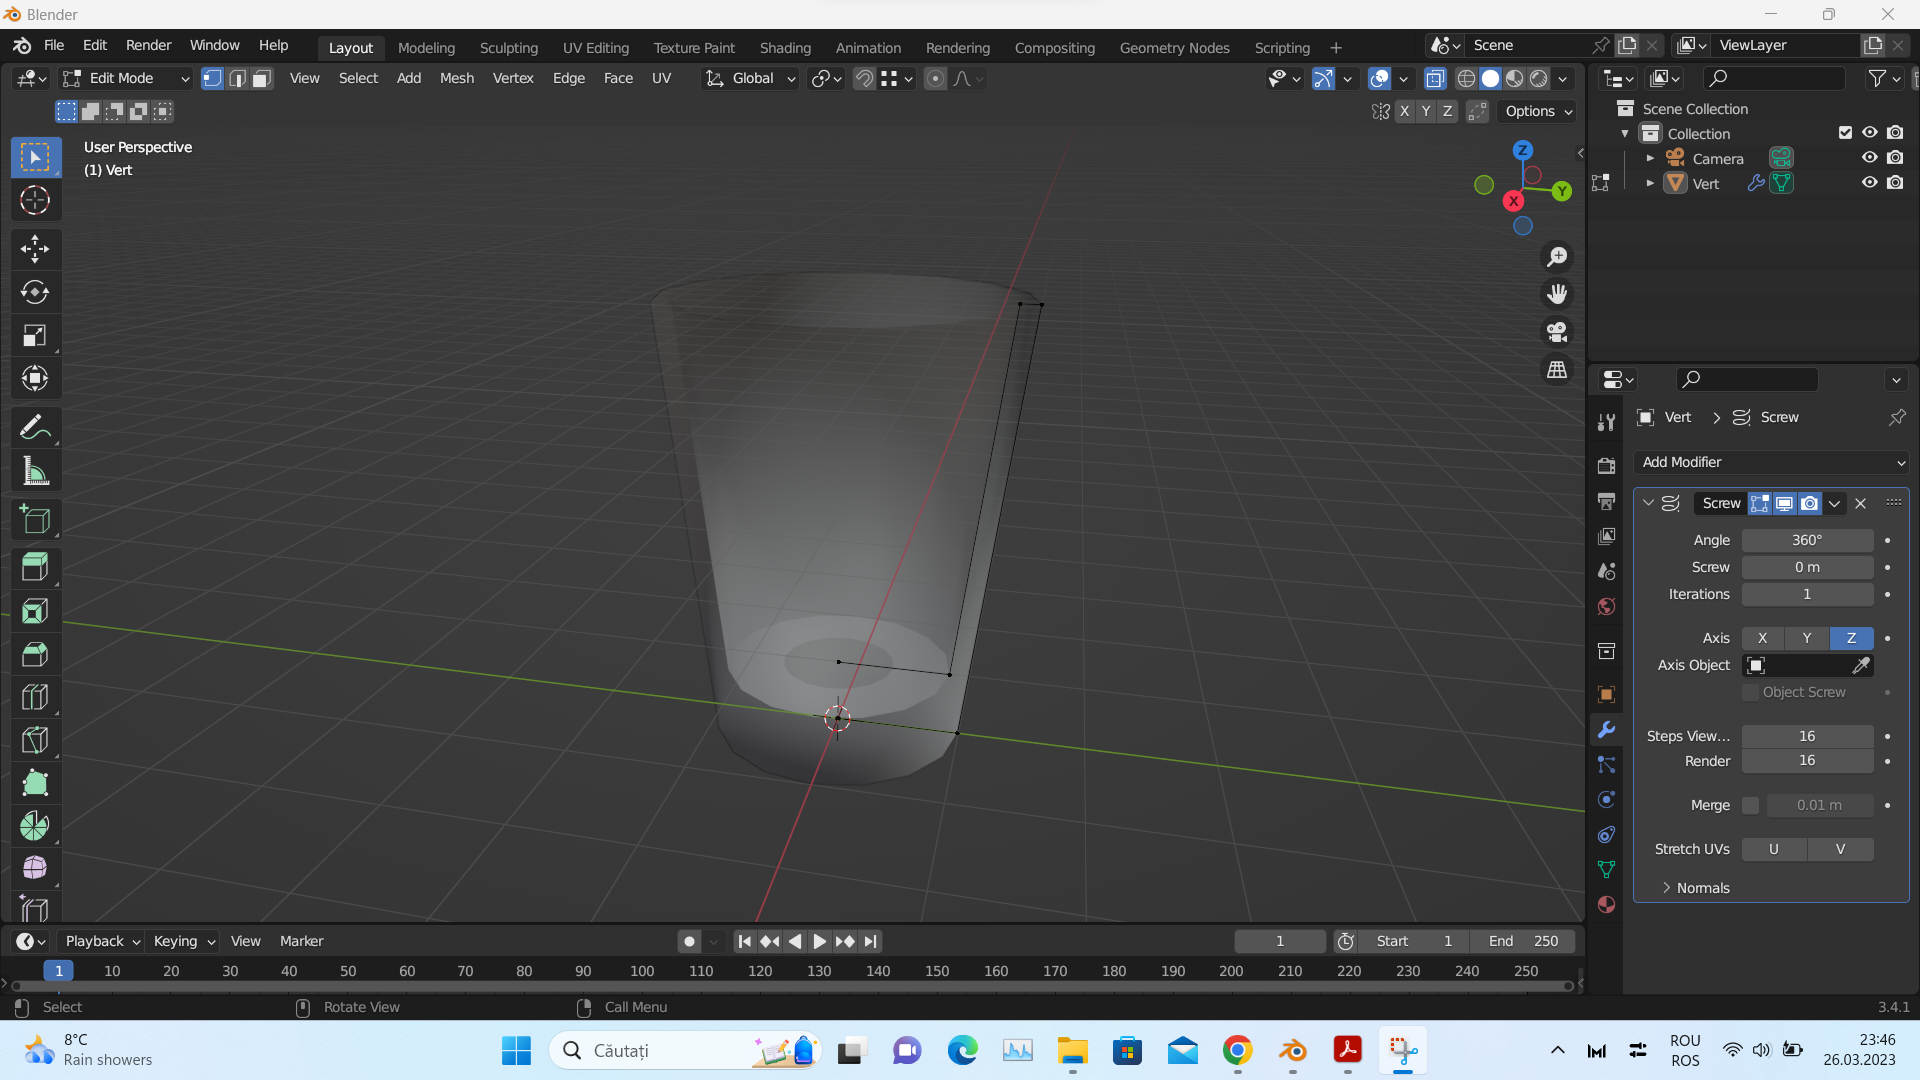 Blender
File Edit Render Window Help
Layout Modeling Sculpting UV Editing Texture Paint Shading Animation Rendering Compositing Geometry Nodes Scripting +
Scene
ViewLayer
Edit Mode
View Select Add Mesh Vertex Edge Face UV
Global
X Y Z
Options
User Perspective
(1) Vert
Z
Y
X
Scene Collection
Collection
Camera
Vert
Vert > Screw
Add Modifier
Screw
Angle 360°
Screw 0 m
Iterations 1
Axis X Y Z
Axis Object
Object Screw
Steps View... 16
Render 16
Merge 0.01 m
Stretch UVs U V
Normals
Playback Keying View Marker
1
Start 1
End 250
1 10 20 30 40 50 60 70 80 90 100 110 120 130 140 150 160 170 180 190 200 210 220 230 240 250
Select
Rotate View
Call Menu
3.4.1
8°C
Rain showers
Căutați
ROU
ROS
23:46
26.03.2023